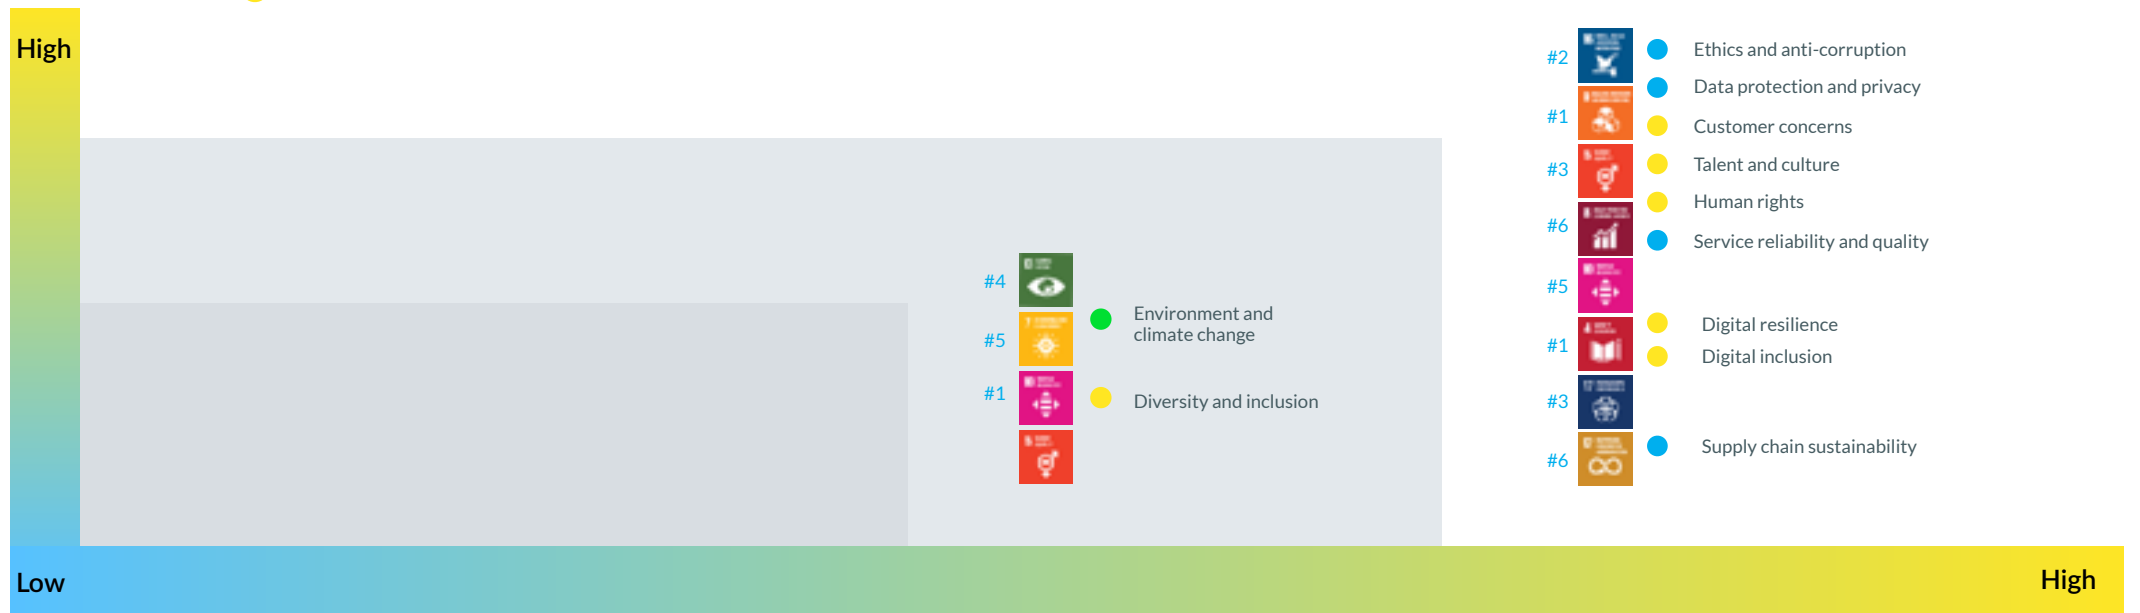 High
#2
Ethics and anti-corruption
Data protection and privacy
#1
Customer concerns
#3
Talent and culture
Human rights
#6
Service reliability and quality
#5
Digital resilience
#1
Digital inclusion
#3
#6
Supply chain sustainability
#4
Environment and
climate change
#5
#1
Diversity and inclusion
Low
High